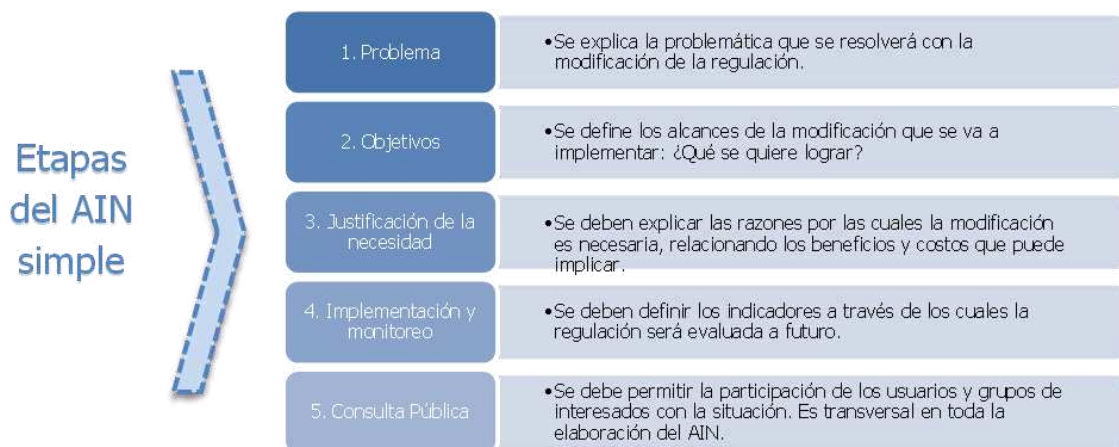 Etapas
del AIN
simple
1. Problema
•Se explica la problemática que se resolverá con la
modificación de la regulación.
2. Objetivos
•Se define los alcances de la modificación que se va a
implementar: ¿Qué se quiere lograr?
3. Justificación de la
necesidad
•Se deben explicar las razones por las cuales la modificación
es necesaria, relacionando los beneficios y costos que puede
implicar.
4. Implementación y
monitoreo
•Se deben definir los indicadores a través de los cuales la
regulación será evaluada a futuro.
5. Consulta Pública
•Se debe permitir la participación de los usuarios y grupos de
interesados con la situación. Es transversal en toda la
elaboración del AIN.